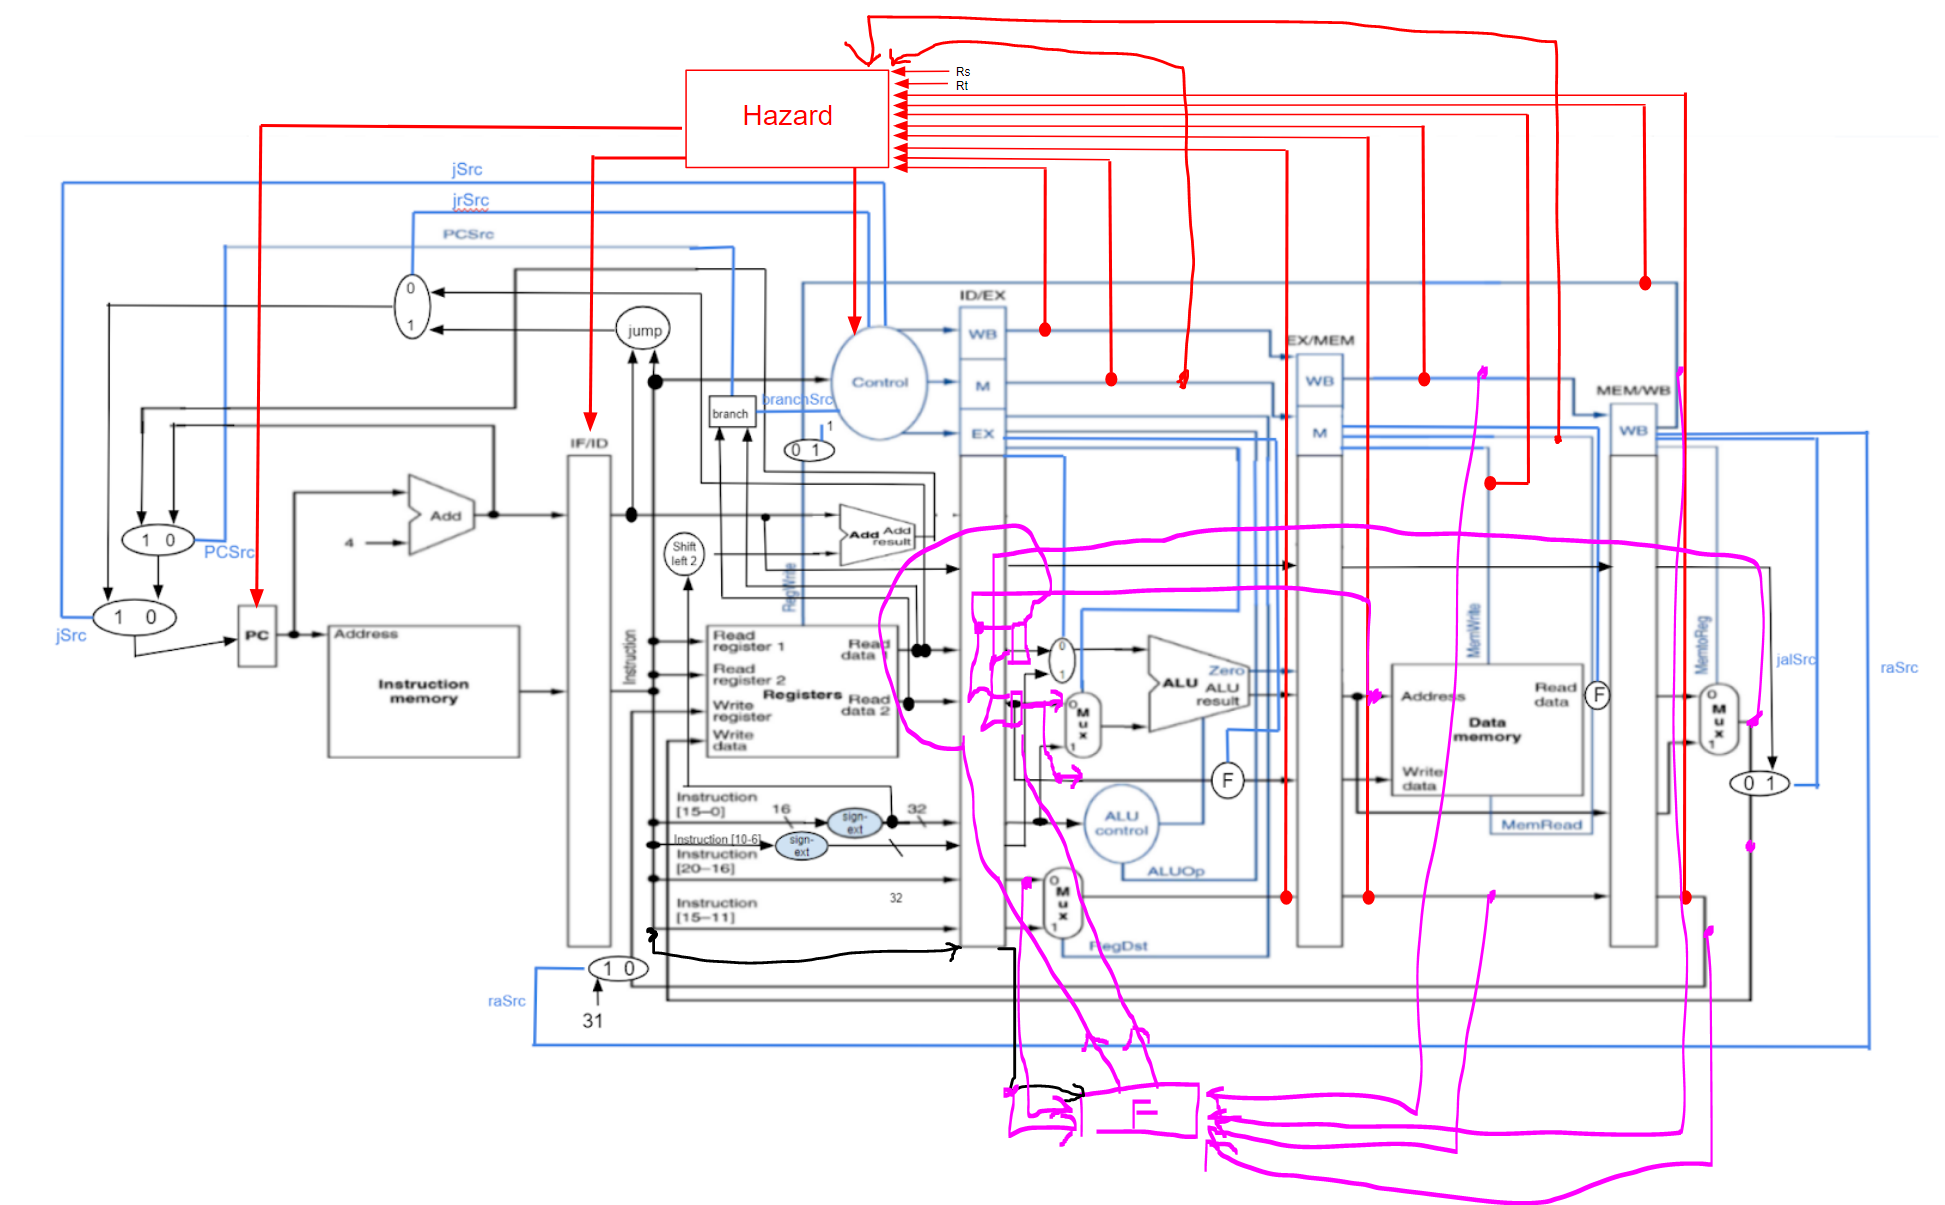 Rs
Rt
Hazard
jSrc
jrSrc
PCSrc
0
1
jump
ID/EX
WB
M
EX
Control
branchSrc
branch
1
0 1
EX/MEM
WB
M
MEM/WB
WB
IF/ID
Add
4
1 0
PCSrc
Shift
left 2
Add Add
result
RegWrite
1 0
jSrc
PC
Address
Instruction
memory
Instruction
Read
register 1
Read
data 1
Read
register 2
Registers
Write
register
Read
data 2
Write
data
0
1
0
M
u
x
1
Zero
ALU
ALU
result
F
MemWrite
Address
Read
data
Data
memory
Write
data
F
MemRead
MemtoReg
0
M
u
x
1
jalSrc
raSrc
0 1
Instruction
[15–0]
16
sign-
ext
32
Instruction [10-6]
sign-
ext
Instruction
[20–16]
32
Instruction
[15–11]
ALU
control
ALUOp
0
M
u
x
1
RegDst
1 0
raSrc
31
F